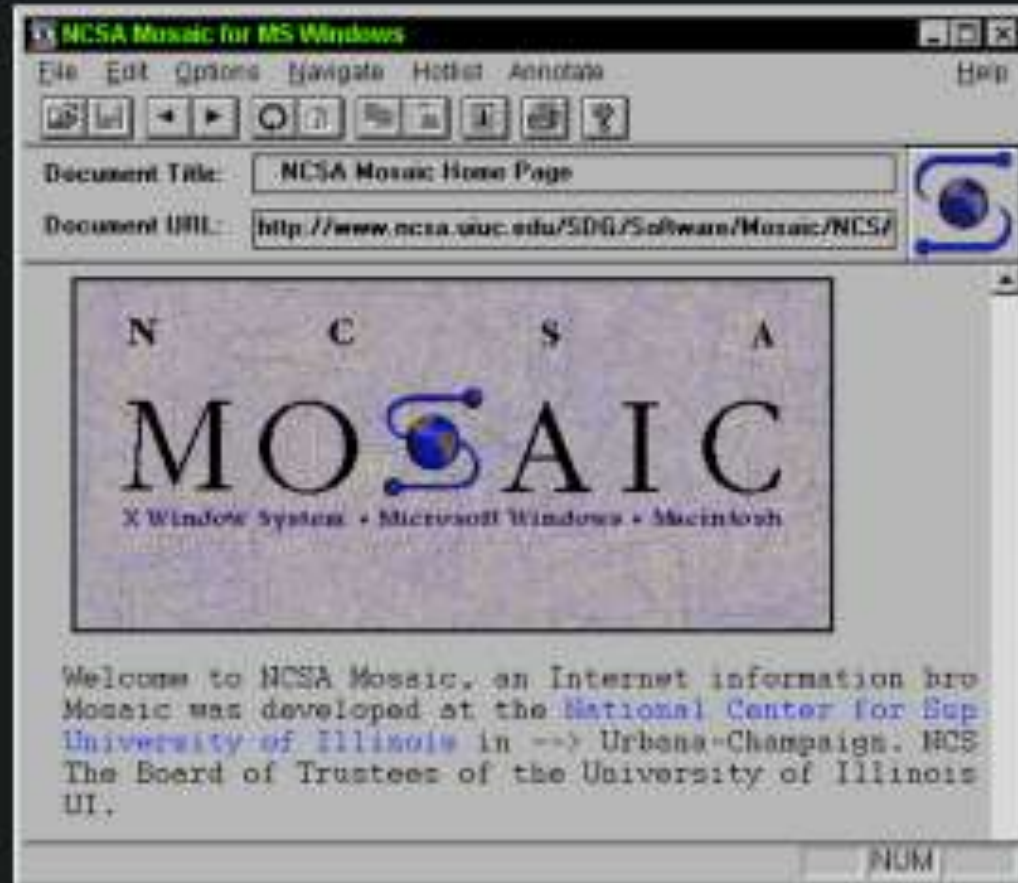 NCSA Mosaic for MS Windows
File Edit Options Navigate Hotlist Annotate Help
Document Title: NCSA Mosaic Home Page
Document URL: http://www.ncsa.uiuc.edu/SDG/Software/Mosaic/NCS/
N C S A
MOSAIC
X Window System • Microsoft Windows • Macintosh
Welcome to NCSA Mosaic, an Internet information bro
Mosaic was developed at the National Center for Sup
University of Illinois in --> Urbana-Champaign. NCS
The Board of Trustees of the University of Illinois
UI.
NUM